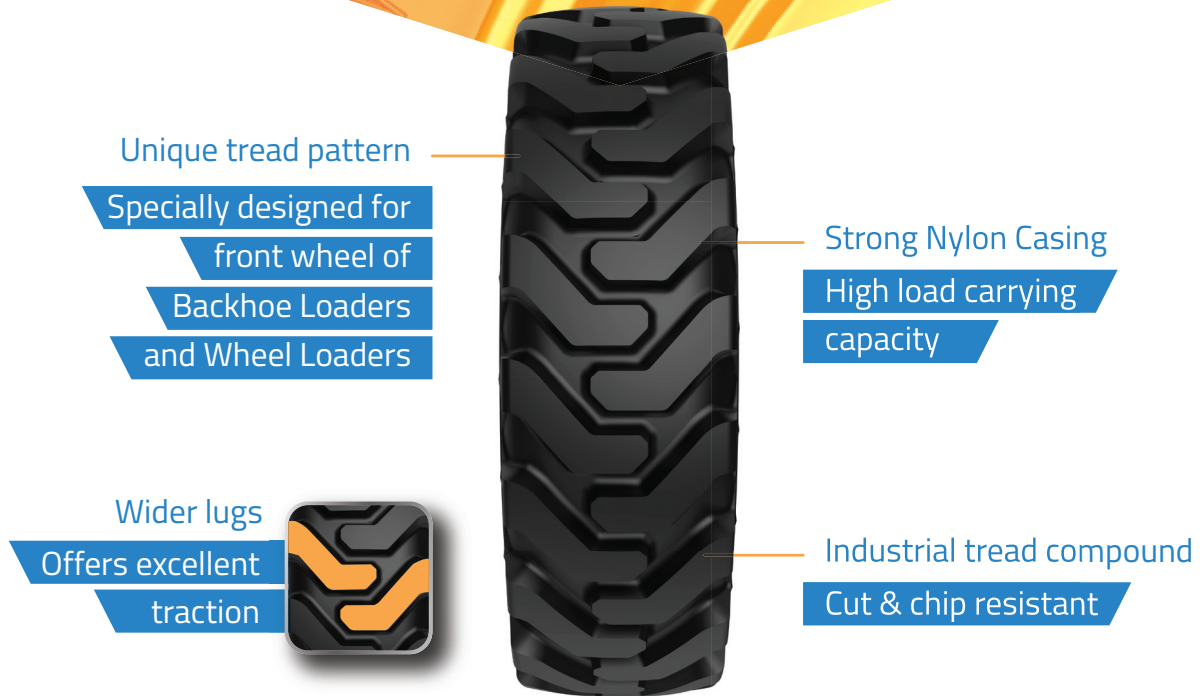 Unique tread pattern
Specially designed for
front wheel of
Backhoe Loaders
and Wheel Loaders
Strong Nylon Casing
High load carrying
capacity
Wider lugs
Offers excellent
traction
Industrial tread compound
Cut & chip resistant